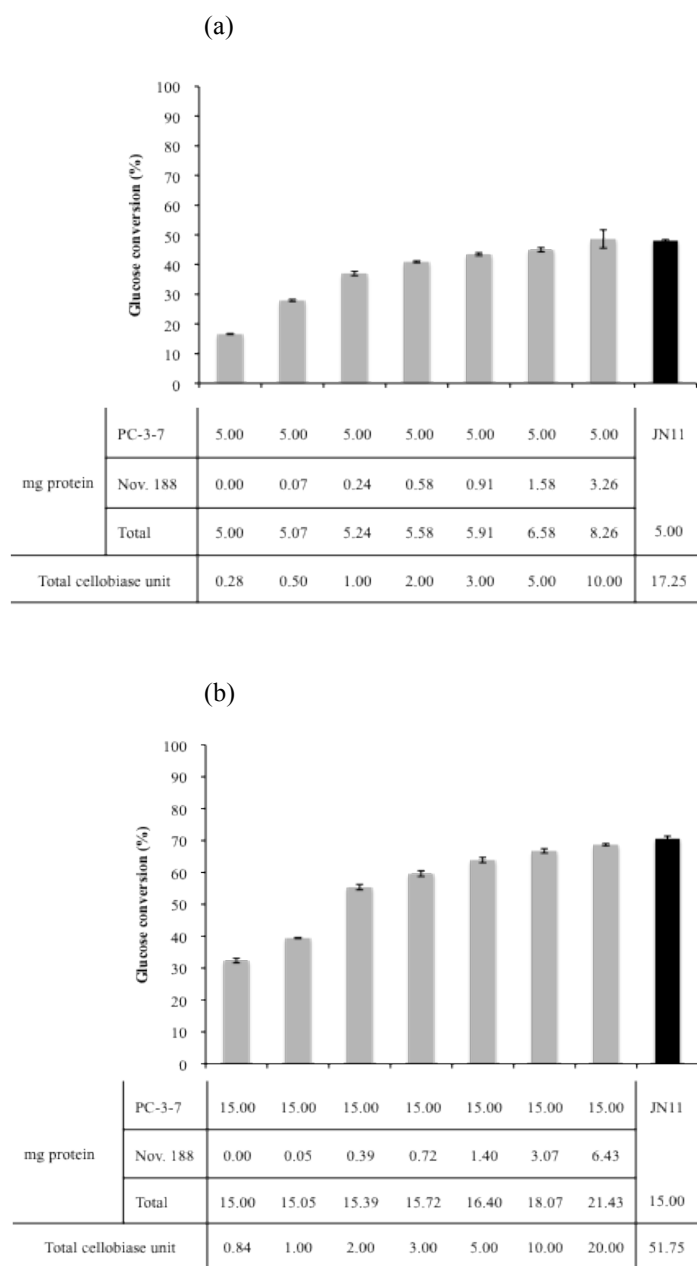 (a)
100
90
80
70
60
50
40
30
20
10
0
Glucose conversion (%)
mg protein
PC-3-7 5.00 5.00 5.00 5.00 5.00 5.00 5.00 JN11
Nov. 188 0.00 0.07 0.24 0.58 0.91 1.58 3.26
Total 5.00 5.07 5.24 5.58 5.91 6.58 8.26 5.00
Total cellobiase unit 0.28 0.50 1.00 2.00 3.00 5.00 10.00 17.25
(b)
100
90
80
70
60
50
40
30
20
10
0
Glucose conversion (%)
mg protein
PC-3-7 15.00 15.00 15.00 15.00 15.00 15.00 15.00 JN11
Nov. 188 0.00 0.05 0.39 0.72 1.40 3.07 6.43
Total 15.00 15.05 15.39 15.72 16.40 18.07 21.43 15.00
Total cellobiase unit 0.84 1.00 2.00 3.00 5.00 10.00 20.00 51.75